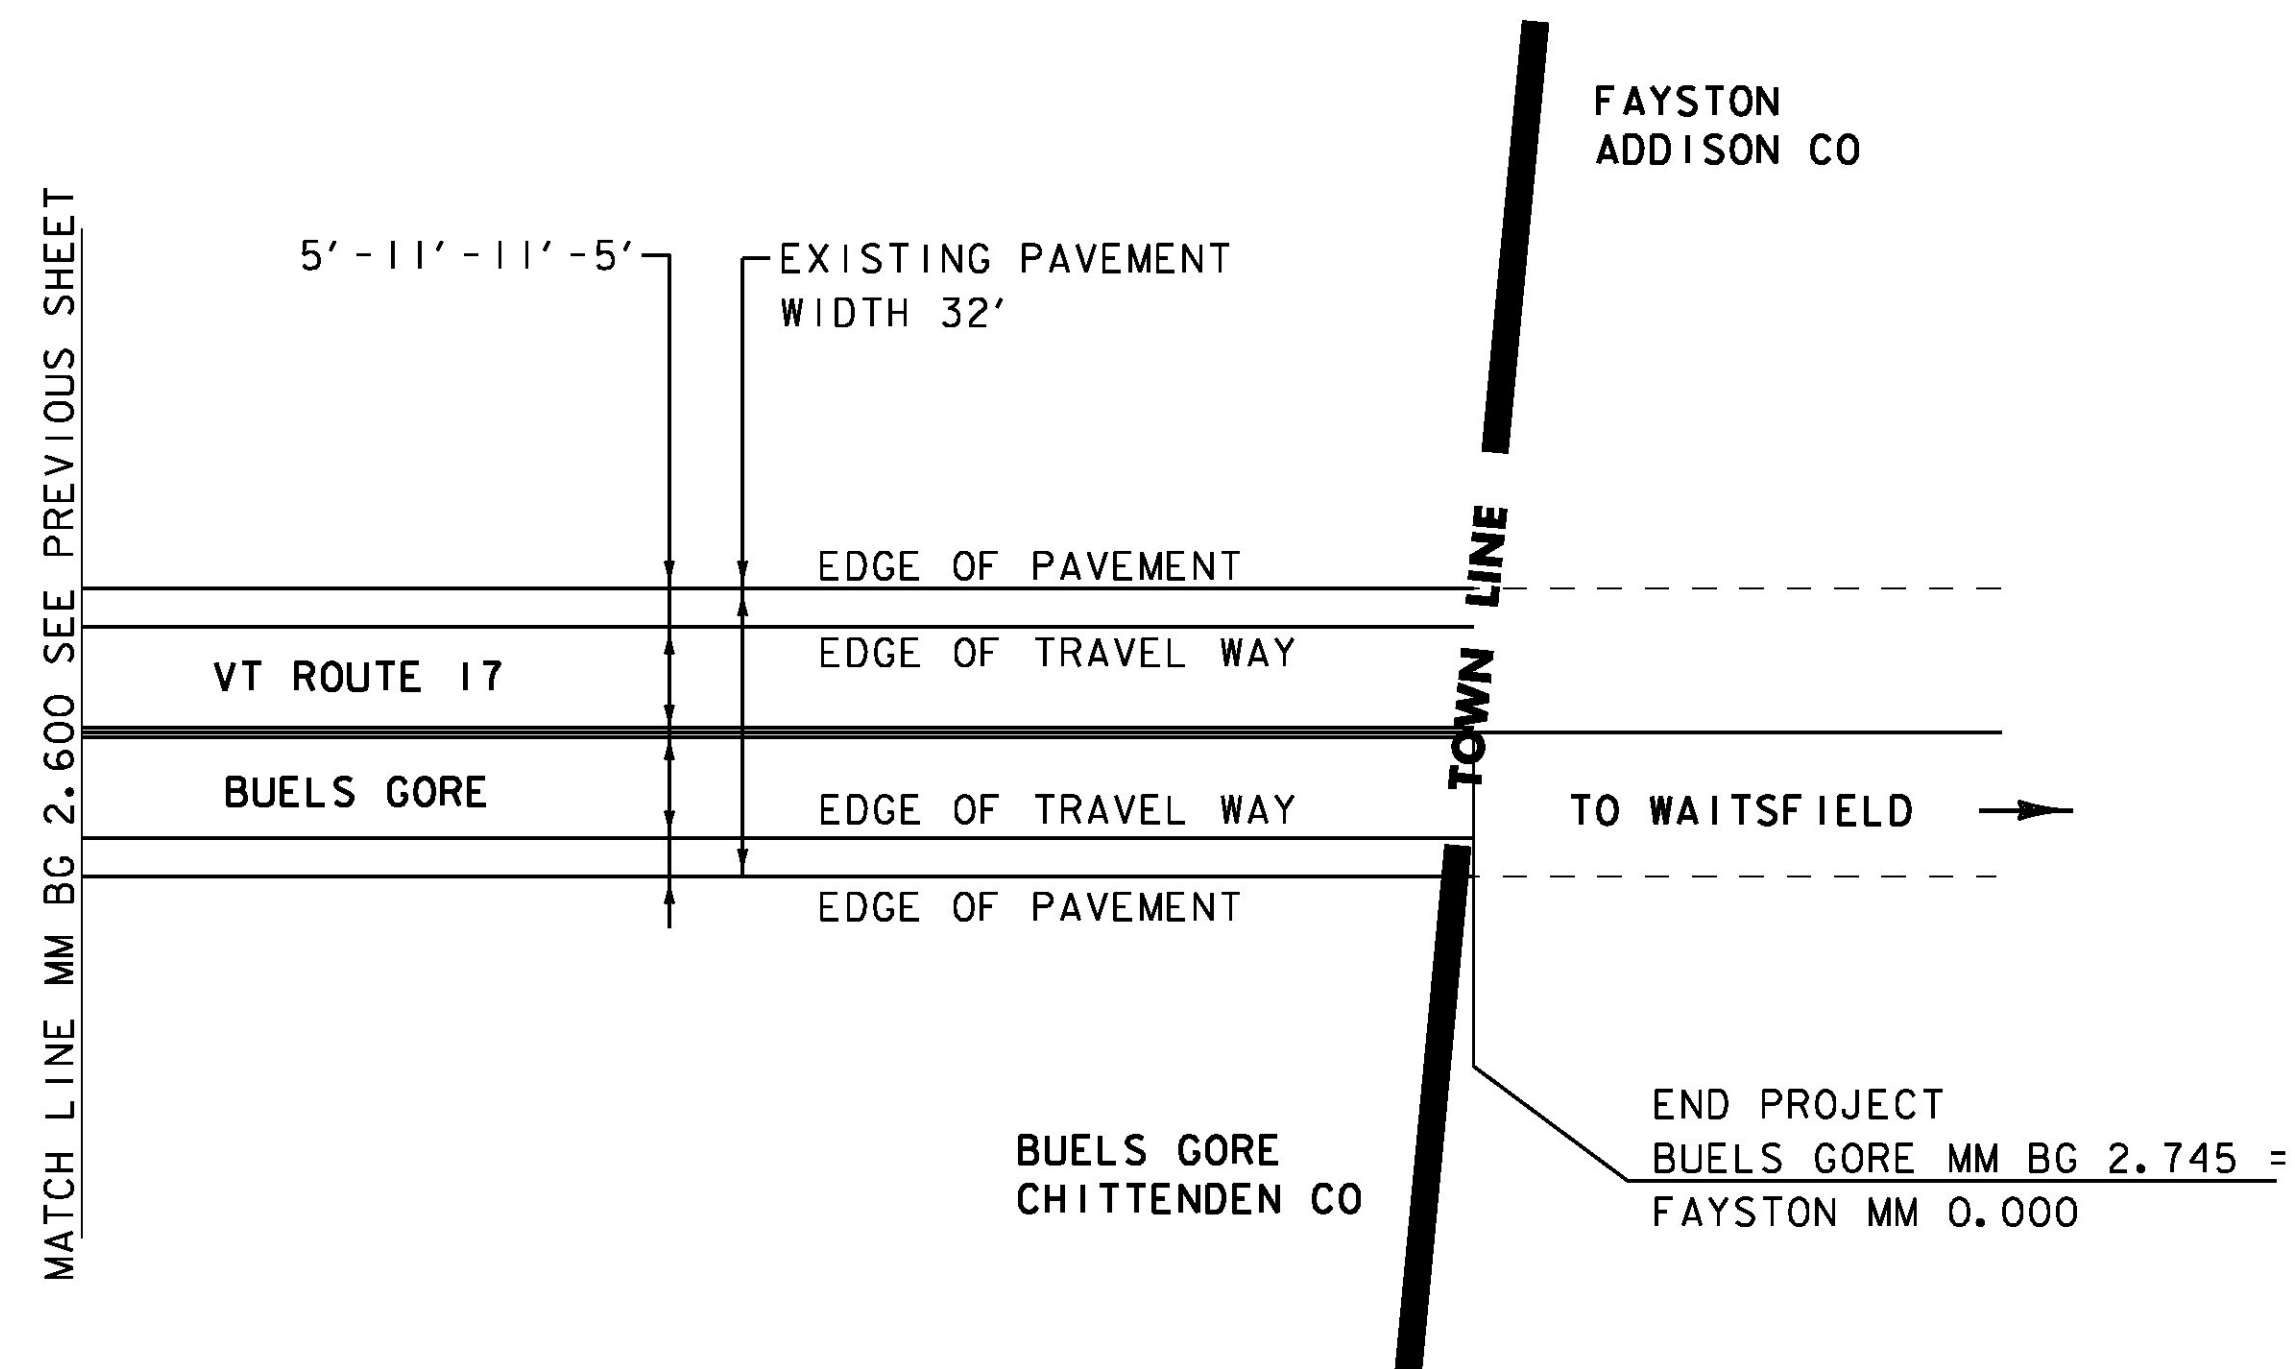 FAYSTON
ADDISON CO
MATCH LINE MM BG 2.600 SEE PREVIOUS SHEET
5'-11'-11'-5'
EXISTING PAVEMENT
WIDTH 32'
TOWN LINE
EDGE OF PAVEMENT
EDGE OF TRAVEL WAY
VT ROUTE 17
BUELS GORE
EDGE OF TRAVEL WAY
TO WAITSFIELD
EDGE OF PAVEMENT
BUELS GORE
CHITTENDEN CO
END PROJECT
BUELS GORE MM BG 2.745 =
FAYSTON MM 0.000